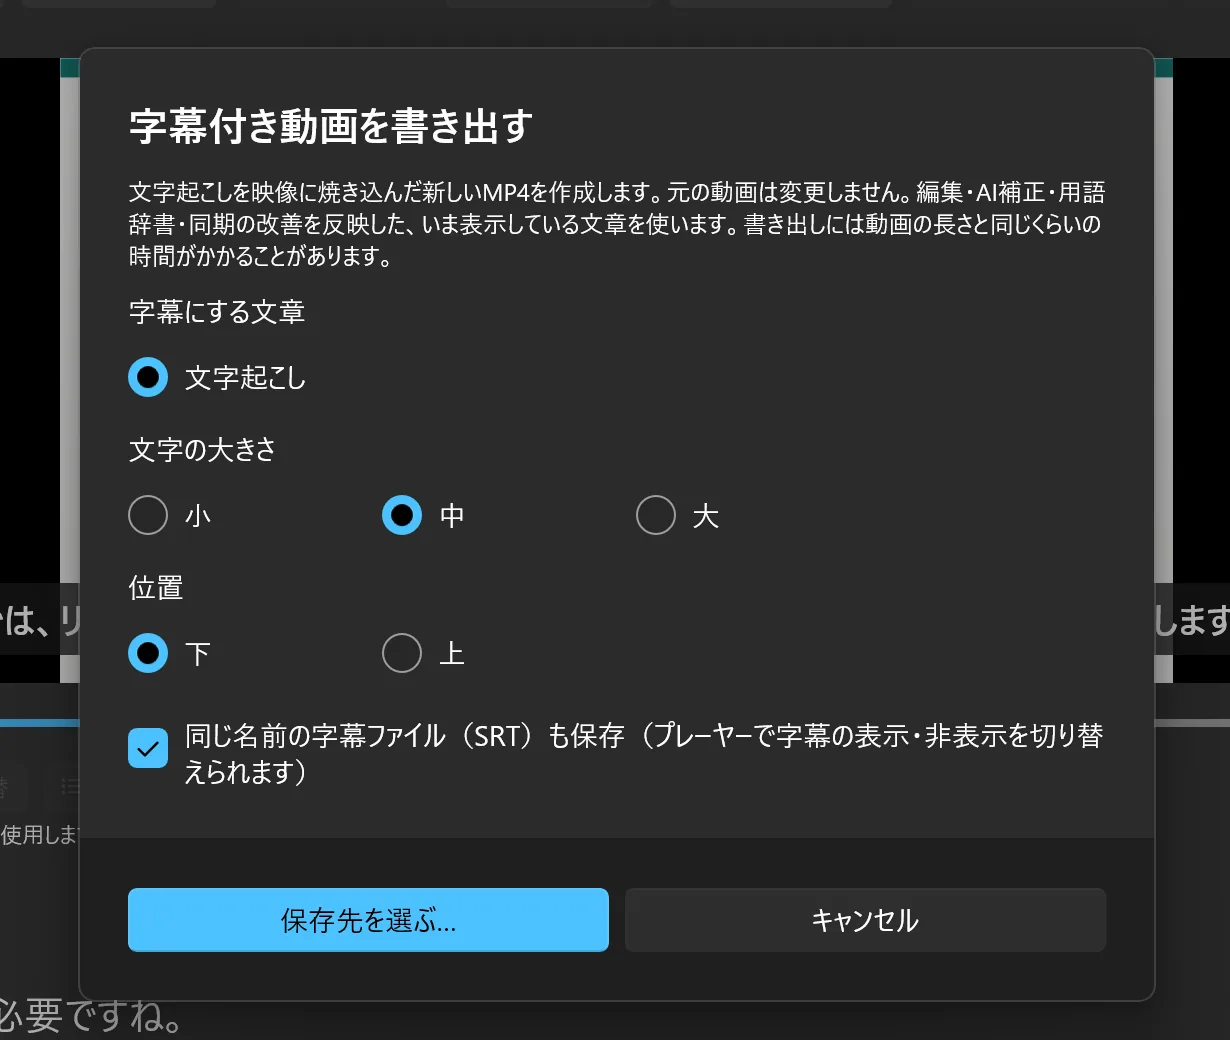 字幕付き動画を書き出す
文字起こしを映像に焼き込んだ新しいMP4を作成します。元の動画は変更しません。編集・AI補正・用語
辞書・同期の改善を反映した、いま表示している文章を使います。書き出しには動画の長さと同じくらいの
時間がかかることがあります。
字幕にする文章
文字起こし
文字の大きさ
小 中 大
位置
は、リ
します
下 上
同じ名前の字幕ファイル（SRT）も保存（プレーヤーで字幕の表示・非表示を切り替
えられます）
使用しま
保存先を選ぶ... キャンセル
必要ですね。